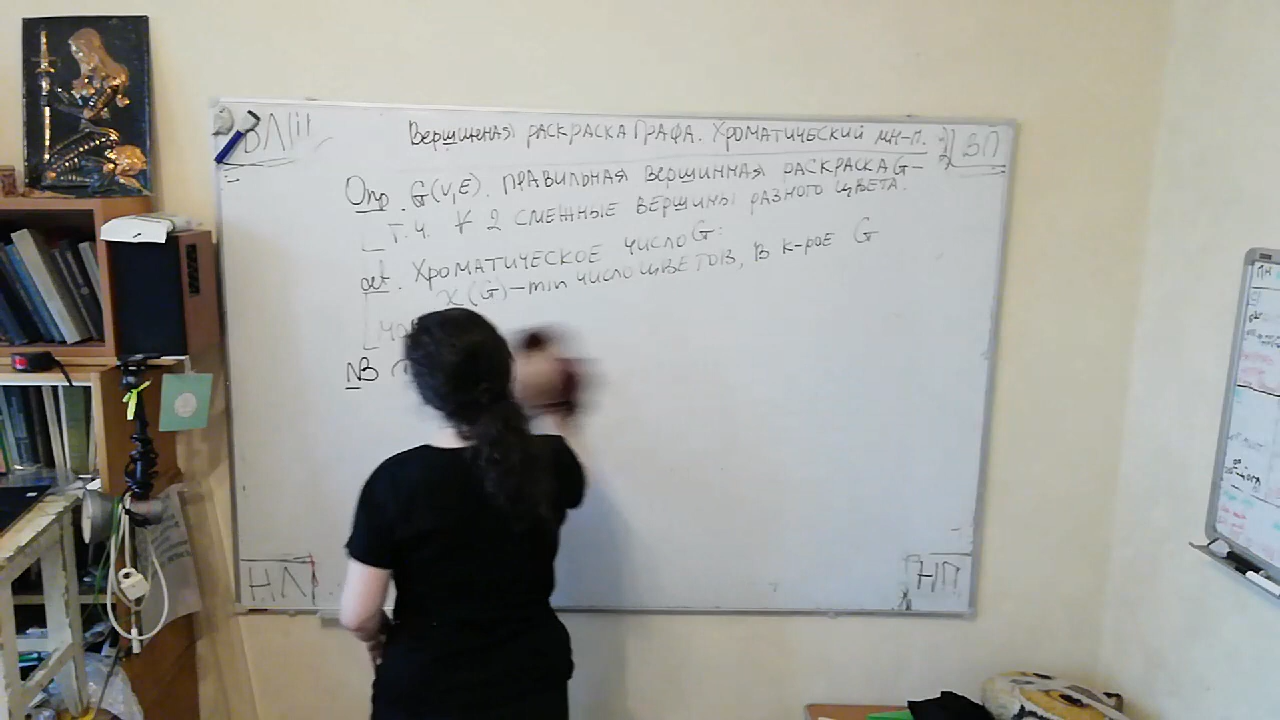 ВЛ
Вершинная раскраска графа. Хроматический мн-п.
ВП
Опр. G(V,E). Правильная вершинная раскраска G-
т.ч. ∀ 2 смежные вершины разного цвета.
def. Хроматическое число G:
χ(G)-min число цветов, в к-рое G
NB
НЛ
НП